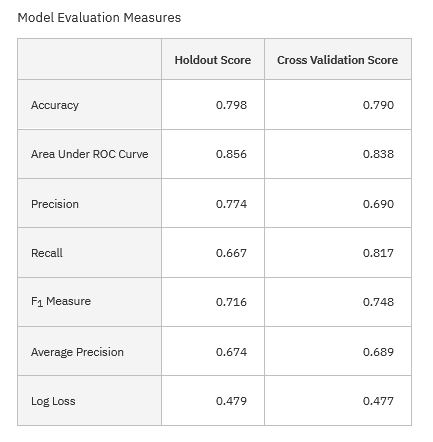 Model Evaluation Measures
Holdout Score Cross Validation Score
Accuracy 0.798 0.790
Area Under ROC Curve 0.856 0.838
Precision 0.774 0.690
Recall 0.667 0.817
F1 Measure 0.716 0.748
Average Precision 0.674 0.689
Log Loss 0.479 0.477